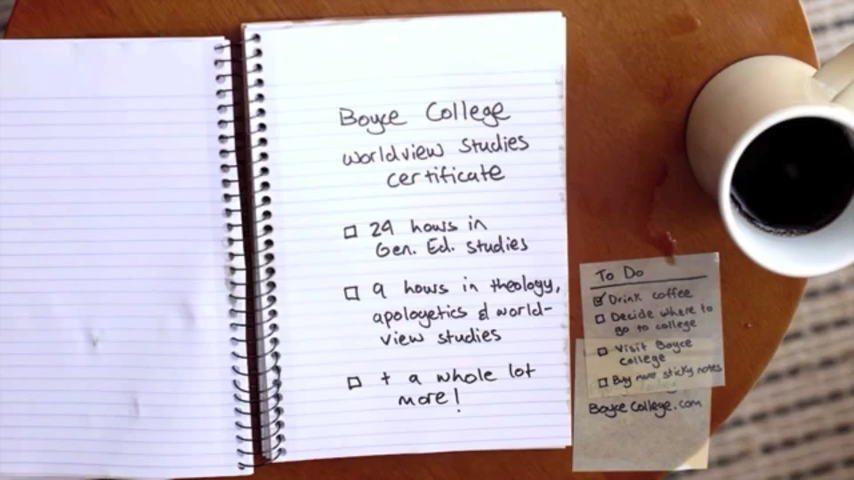 Boyce College
worldview studies
certificate
24 hours in
Gen. Ed. studies
9 hours in theology,
apologetics & world-
view studies
+ a whole lot
more!
To Do
Drink coffee
Decide where to
go to college
Visit Boyce
College
Buy more sticky notes
BoyceCollege.com